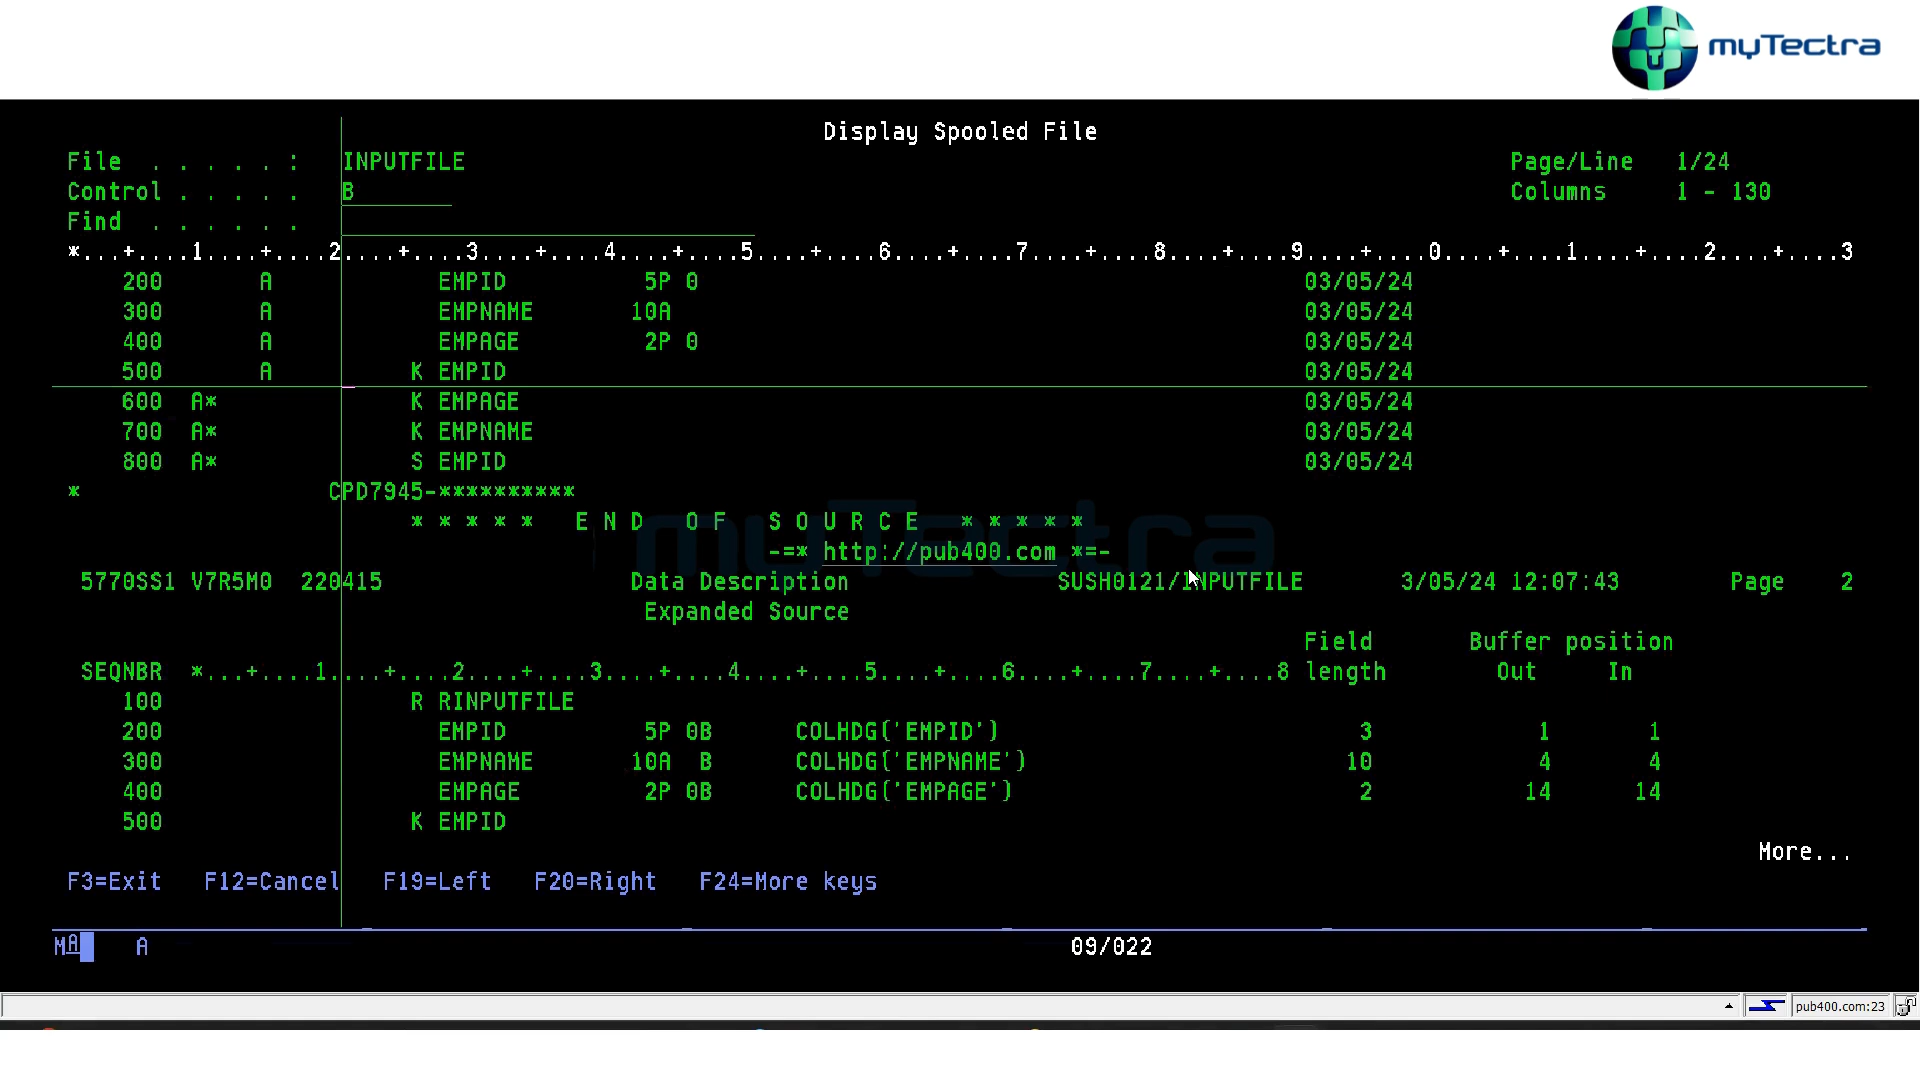 myTectra
Display Spooled File
File . . . . . : INPUTFILE Page/Line 1/24
Control . . . . . B Columns 1 - 130
Find . . . . . .
*...+....1....+....2....+....3....+....4....+....5....+....6....+....7....+....8....+....9....+....0....+....1....+....2....+....3
200 A EMPID 5P 0 03/05/24
300 A EMPNAME 10A 03/05/24
400 A EMPAGE 2P 0 03/05/24
500 A K EMPID 03/05/24
600 A* K EMPAGE 03/05/24
700 A* K EMPNAME 03/05/24
800 A* S EMPID 03/05/24
* CPD7945-**********
* * * * * E N D O F S O U R C E * * * * *
-=* http://pub400.com *=-
5770SS1 V7R5M0 220415 Data Description SUSH0121/INPUTFILE 3/05/24 12:07:43 Page 2
Expanded Source
Field Buffer position
SEQNBR *...+....1....+....2....+....3....+....4....+....5....+....6....+....7....+....8 length Out In
100 R RINPUTFILE
200 EMPID 5P 0B COLHDG('EMPID') 3 1 1
300 EMPNAME 10A B COLHDG('EMPNAME') 10 4 4
400 EMPAGE 2P 0B COLHDG('EMPAGE') 2 14 14
500 K EMPID
More...
F3=Exit F12=Cancel F19=Left F20=Right F24=More keys
MA A 09/022
pub400.com:23
myTectra